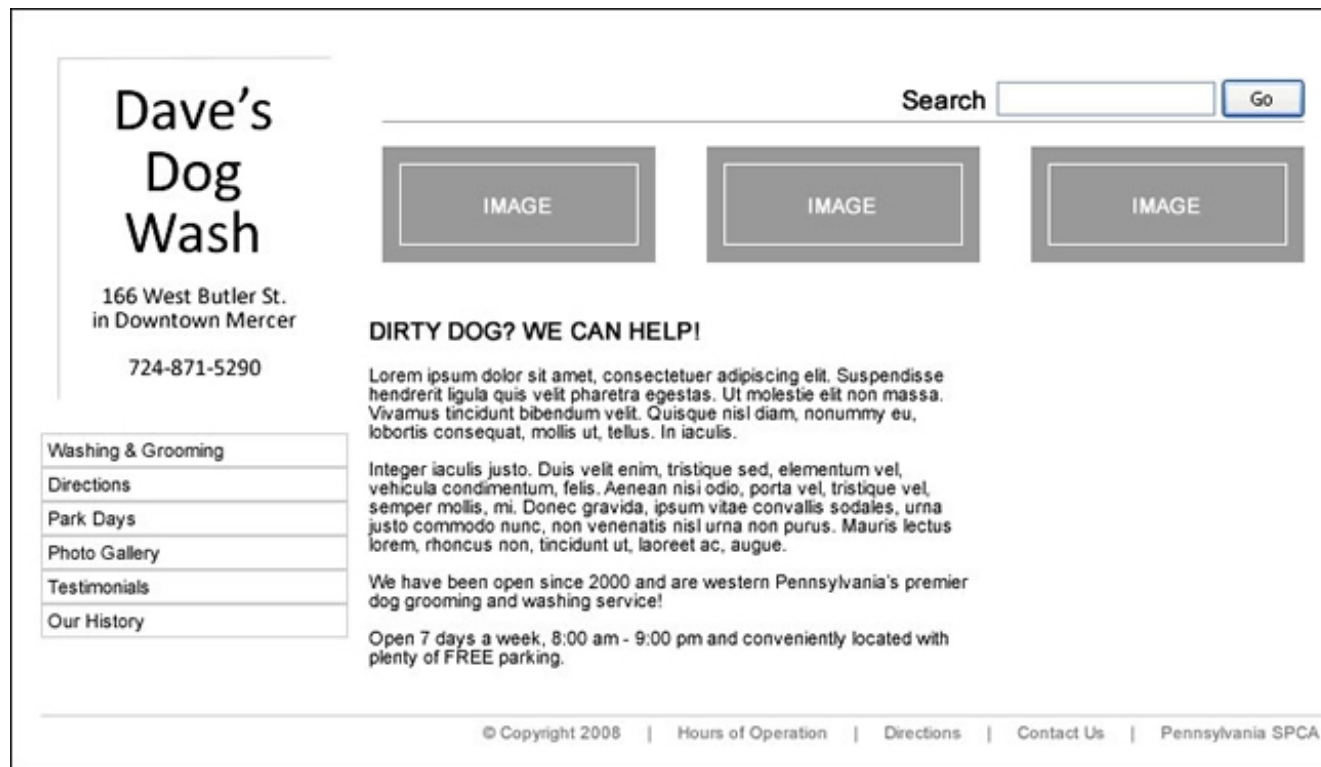 Dave's
Dog
Wash
166 West Butler St.
in Downtown Mercer
724-871-5290
Search
Go
IMAGE
IMAGE
IMAGE
DIRTY DOG? WE CAN HELP!
Lorem ipsum dolor sit amet, consectetuer adipiscing elit. Suspendisse
hendrerit ligula quis velit pharetra egestas. Ut molestie elit non massa.
Vivamus tincidunt bibendum velit. Quisque nisl diam, nonummy eu,
lobortis consequat, mollis ut, tellus. In iaculis.
Integer iaculis justo. Duis velit enim, tristique sed, elementum vel,
vehicula condimentum, felis. Aenean nisi odio, porta vel, tristique vel,
semper mollis, mi. Donec gravida, ipsum vitae convallis sodales, urna
justo commodo nunc, non venenatis nisl urna non purus. Mauris lectus
lorem, rhoncus non, tincidunt ut, laoreet ac, augue.
We have been open since 2000 and are western Pennsylvania's premier
dog grooming and washing service!
Open 7 days a week, 8:00 am - 9:00 pm and conveniently located with
plenty of FREE parking.
Washing & Grooming
Directions
Park Days
Photo Gallery
Testimonials
Our History
© Copyright 2008 | Hours of Operation | Directions | Contact Us | Pennsylvania SPCA